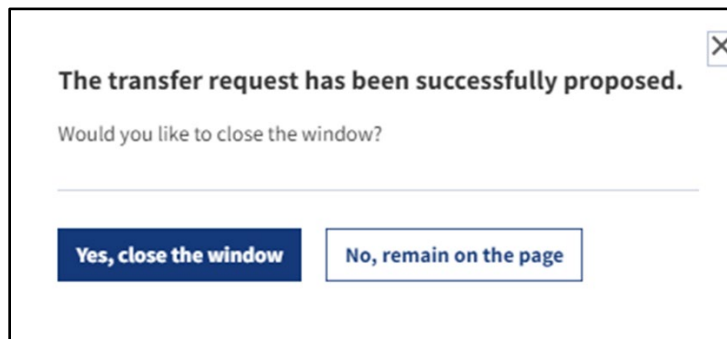 The transfer request has been successfully proposed.
Would you like to close the window?
Yes, close the window
No, remain on the page